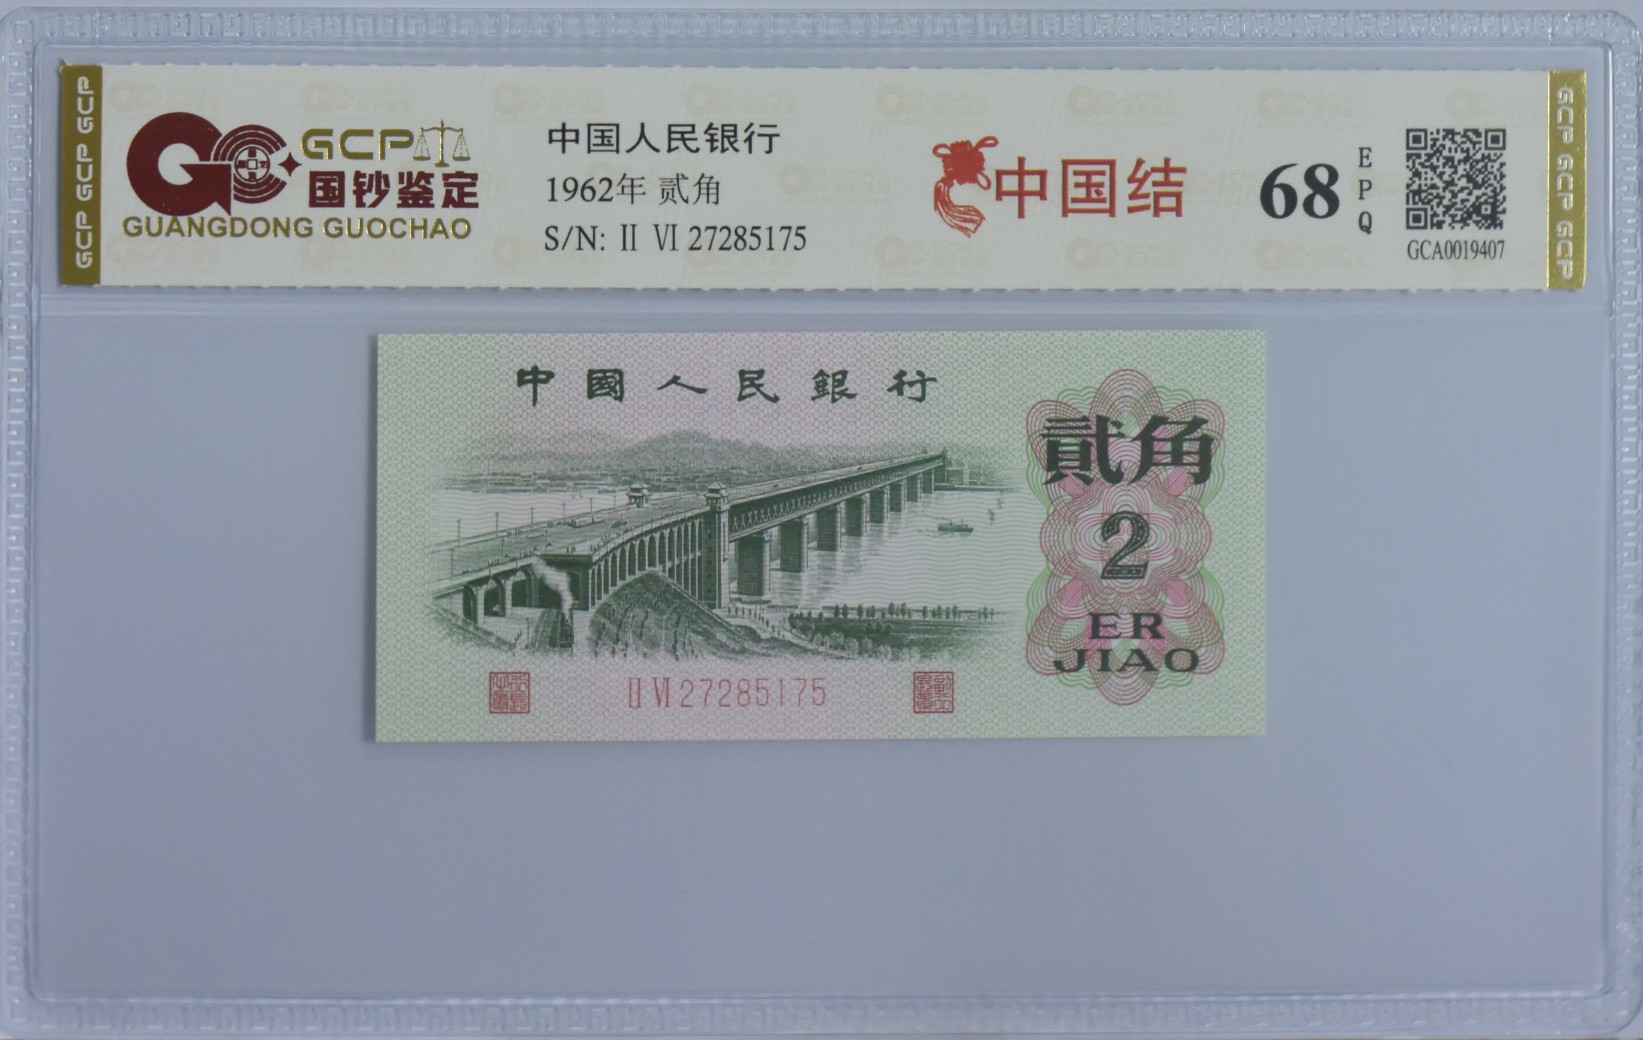 GCP GCP GCP
GCP
国钞鉴定
GUANGDONG GUOCHAO
中国人民银行
1962年 贰角
S/N: Ⅱ Ⅵ 27285175
中国结
68
EPQ
GCA0019407
GCP GCP GCP GCP
中國人民銀行
貳角
2
ER
JIAO
Ⅱ Ⅵ 27285175